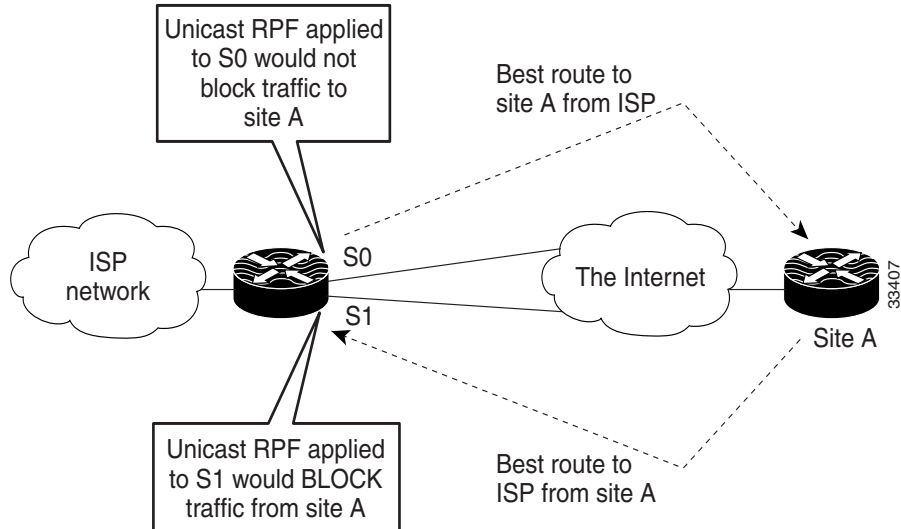 Unicast RPF applied
to S0 would not
block traffic to
site A
Best route to
site A from ISP
ISP
network
S0
S1
The Internet
Site A
33407
Unicast RPF applied
to S1 would BLOCK
traffic from site A
Best route to
ISP from site A